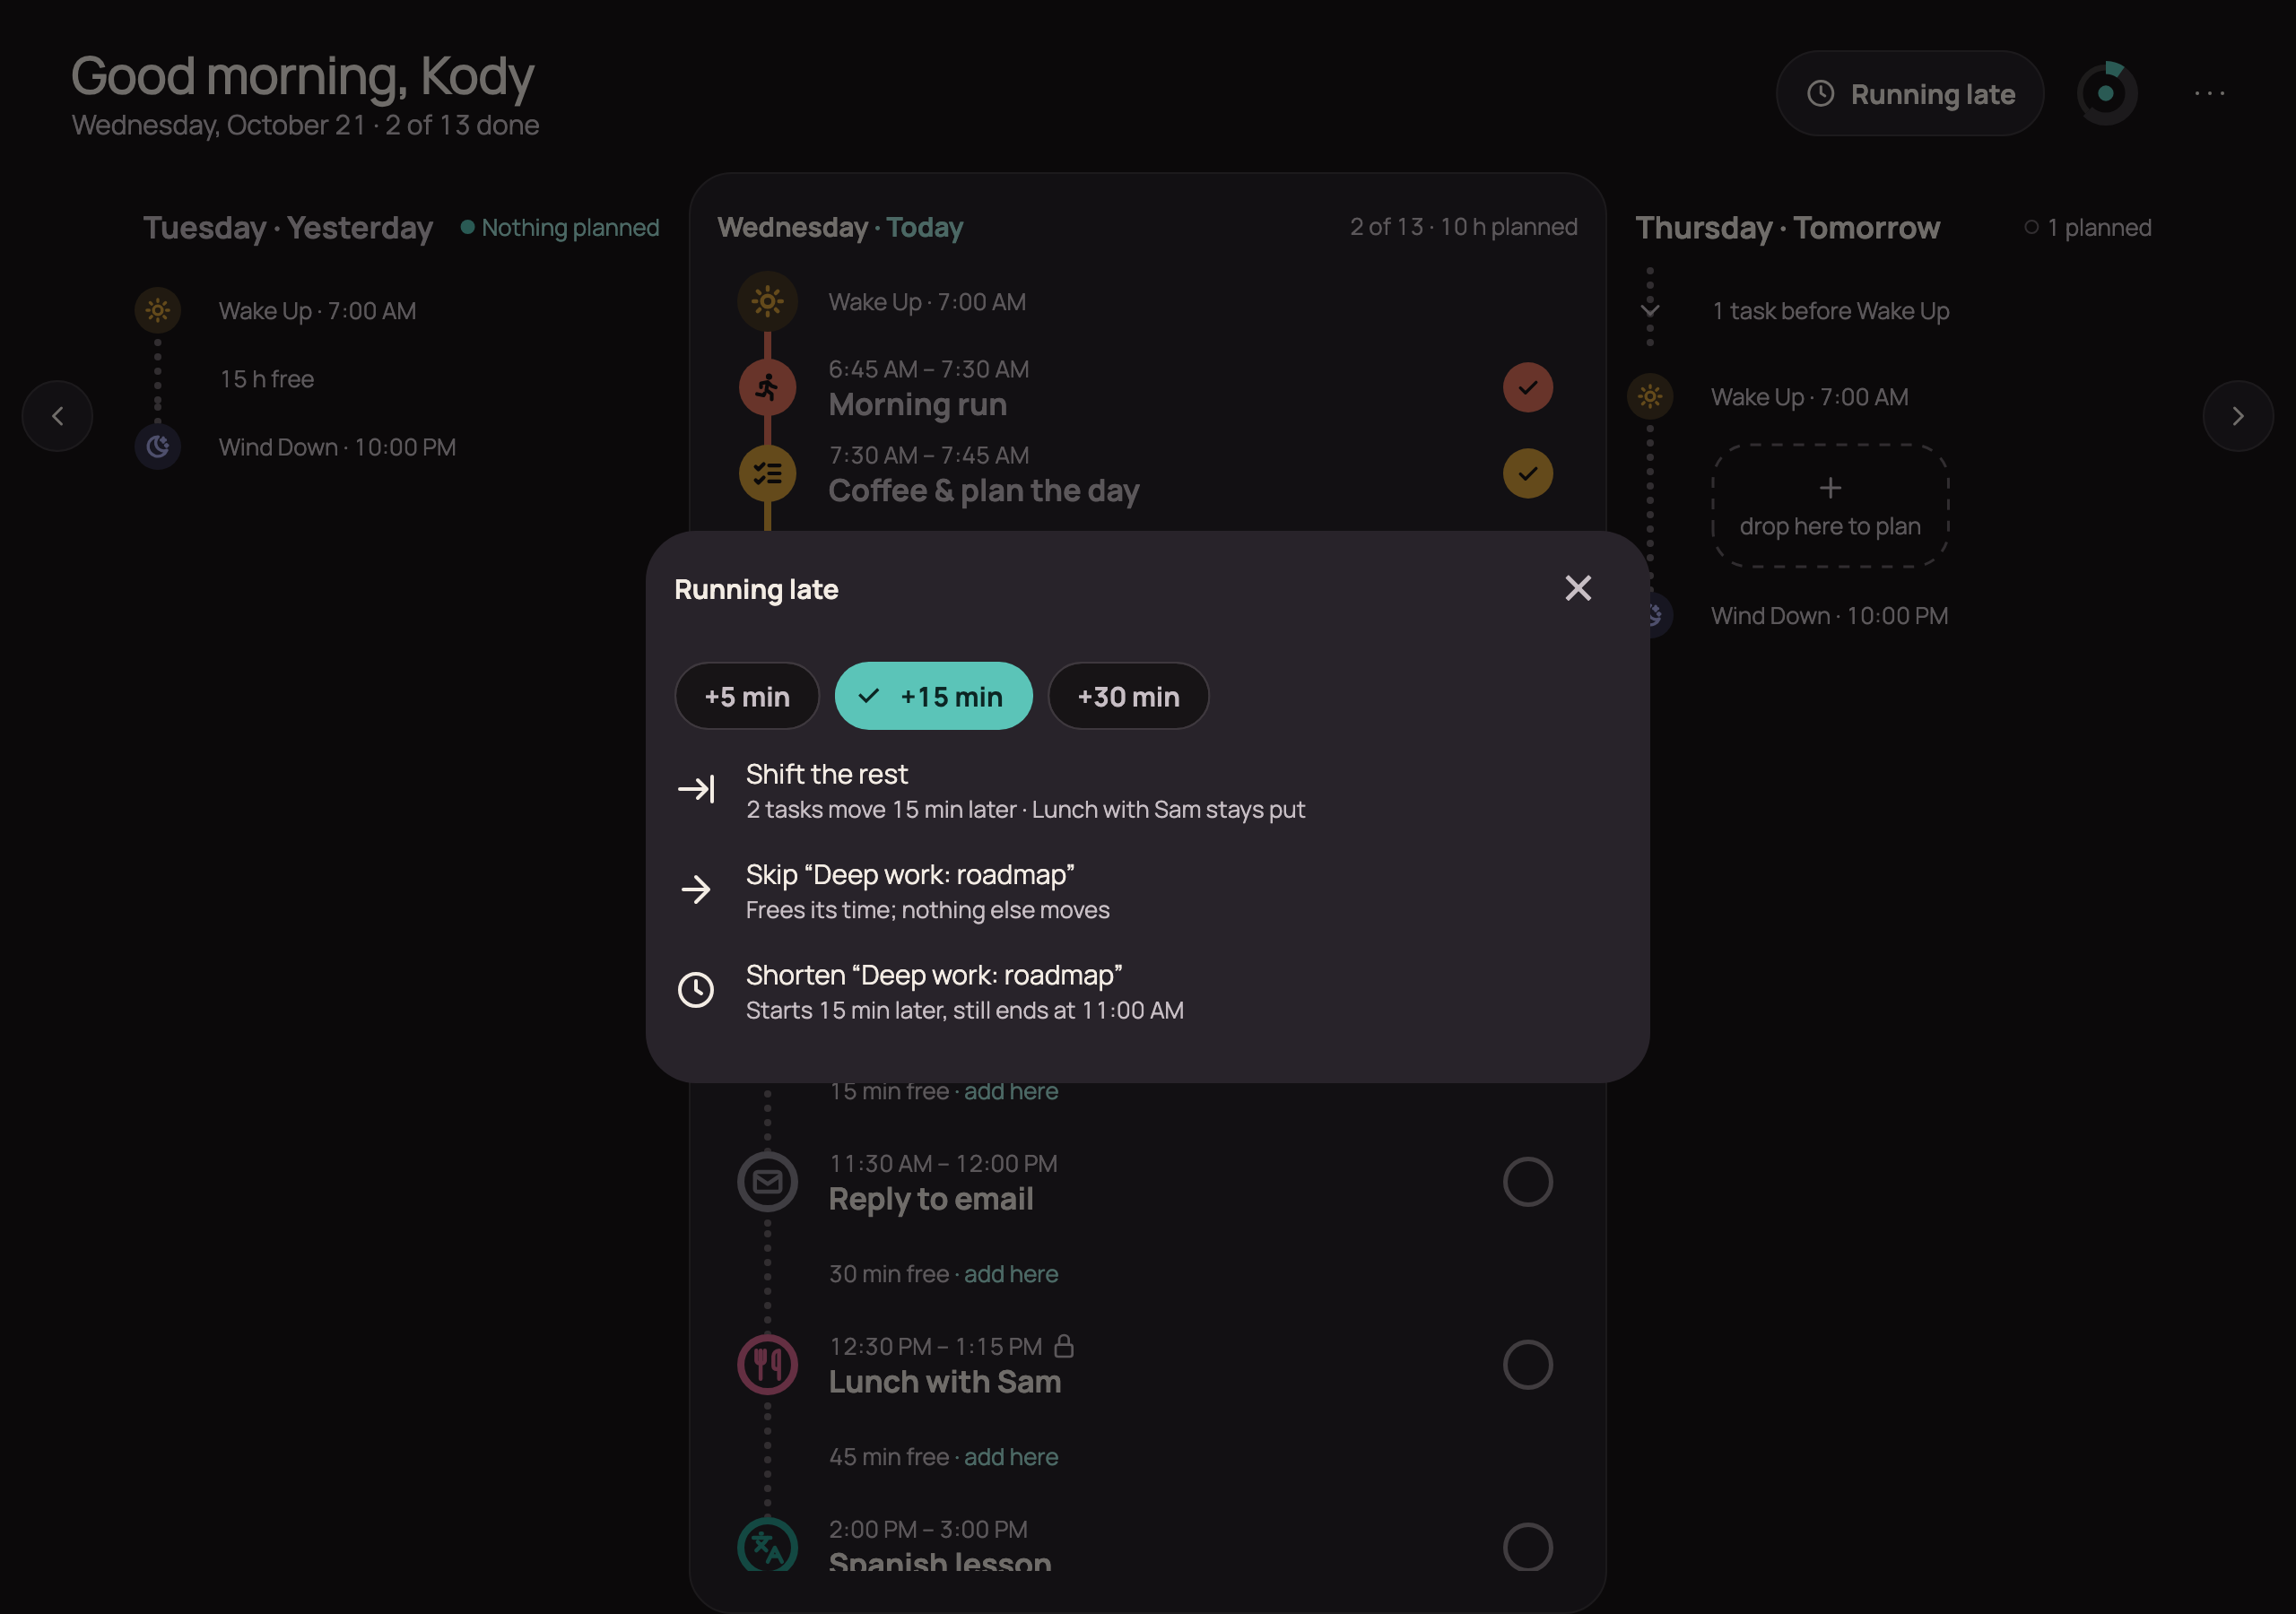 Good morning, Kody
Wednesday, October 21 · 2 of 13 done
Running late
Tuesday · Yesterday
Nothing planned
Wake Up · 7:00 AM
15 h free
Wind Down · 10:00 PM
Wednesday · Today
2 of 13 · 10 h planned
Wake Up · 7:00 AM
6:45 AM – 7:30 AM
Morning run
7:30 AM – 7:45 AM
Coffee & plan the day
Running late
+5 min
+15 min
+30 min
Shift the rest
2 tasks move 15 min later · Lunch with Sam stays put
Skip “Deep work: roadmap”
Frees its time; nothing else moves
Shorten “Deep work: roadmap”
Starts 15 min later, still ends at 11:00 AM
15 min free · add here
11:30 AM – 12:00 PM
Reply to email
30 min free · add here
12:30 PM – 1:15 PM
Lunch with Sam
45 min free · add here
2:00 PM – 3:00 PM
Spanish lesson
Thursday · Tomorrow
1 planned
1 task before Wake Up
Wake Up · 7:00 AM
drop here to plan
Wind Down · 10:00 PM